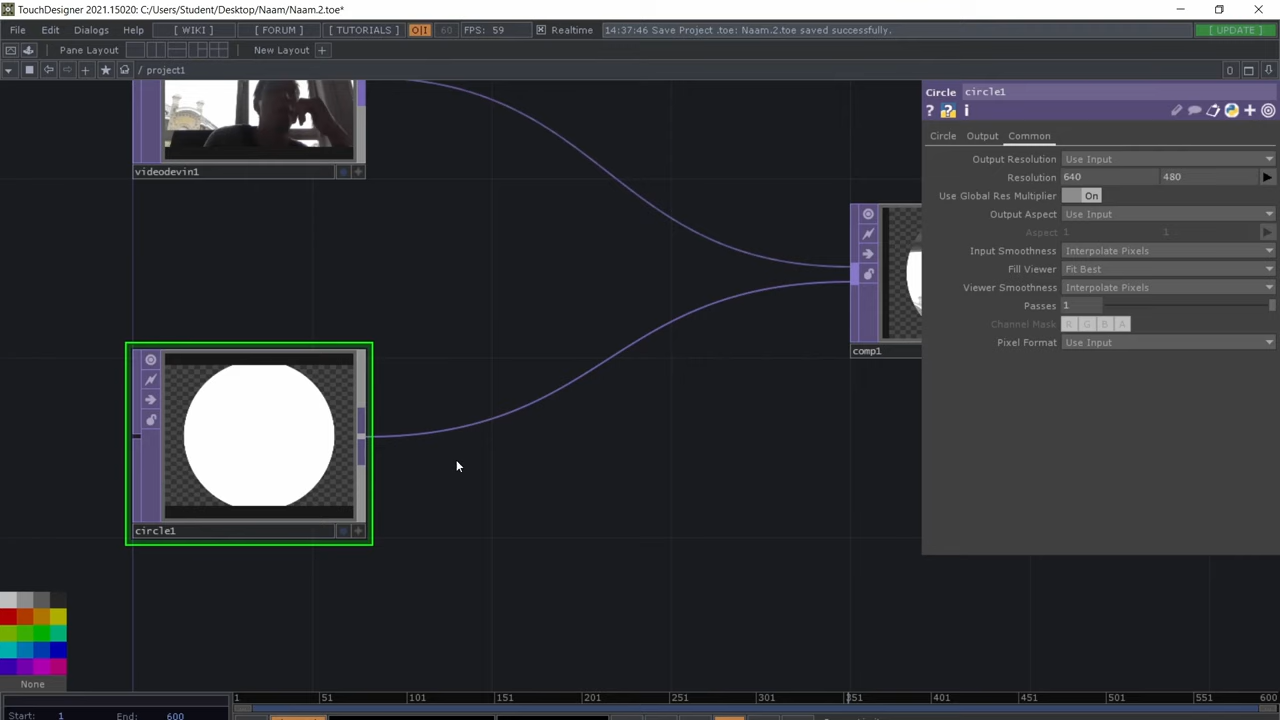 TouchDesigner 2021.15020: C:/Users/Student/Desktop/Naam/Naam.2.toe*
File Edit Dialogs Help [ WIKI ] [ FORUM ] [ TUTORIALS ] O|I 60 FPS: 59 Realtime 14:37:46 Save Project .toe: Naam.2.toe saved successfully. [ UPDATE ]
Pane Layout New Layout +
/ project1 0
Circle circle1
? ? i
Circle Output Common
Output Resolution Use Input
Resolution 640 480
Use Global Res Multiplier On
Output Aspect Use Input
Aspect 1 1
Input Smoothness Interpolate Pixels
Fill Viewer Fit Best
Viewer Smoothness Interpolate Pixels
Passes 1
Channel Mask R G B A
Pixel Format Use Input
videodevin1
comp1
circle1
None
1 51 101 151 201 251 301 351 401 451 501 551 600
Start: 1 End: 600